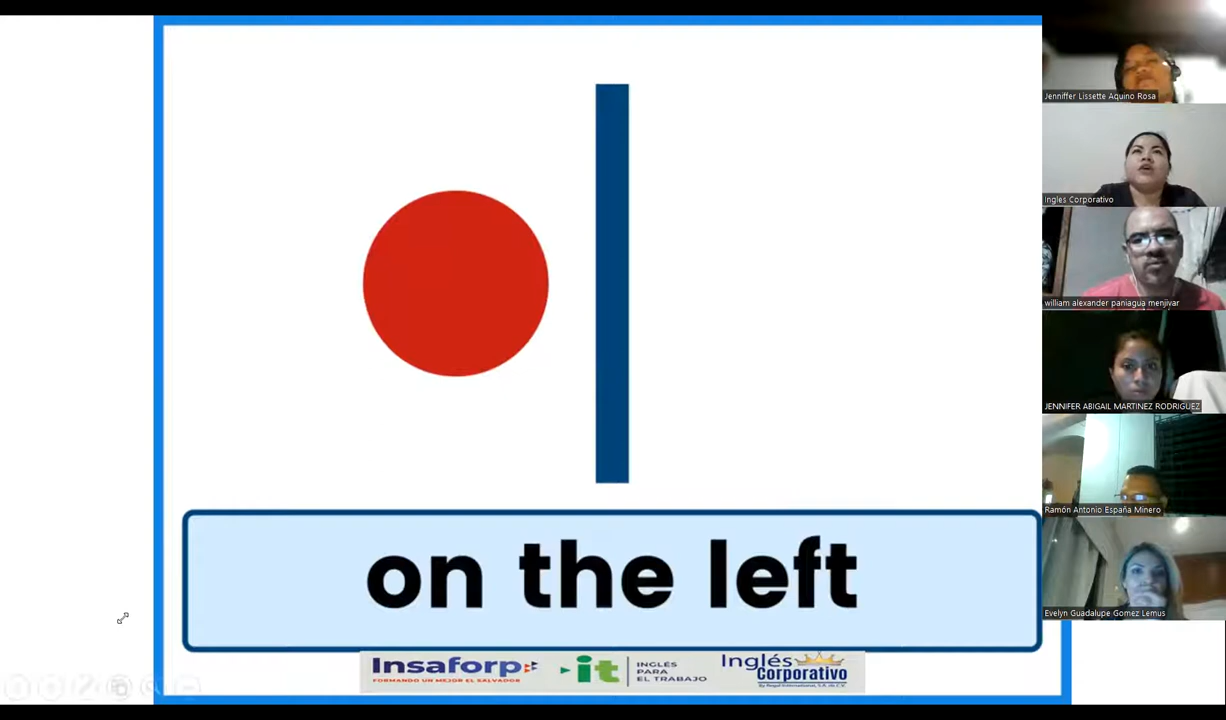 on the left
Insaforp
FORMANDO UN MEJOR EL SALVADOR
it
INGLÉS
PARA
EL TRABAJO
Inglés
Corporativo
Jenniffer Lissette Aquino Rosa
Ingles Corporativo
william alexander paniagua menjivar
JENNIFER ABIGAIL MARTINEZ RODRIGUEZ
Ramón Antonio España Minero
Evelyn Guadalupe Gomez Lemus